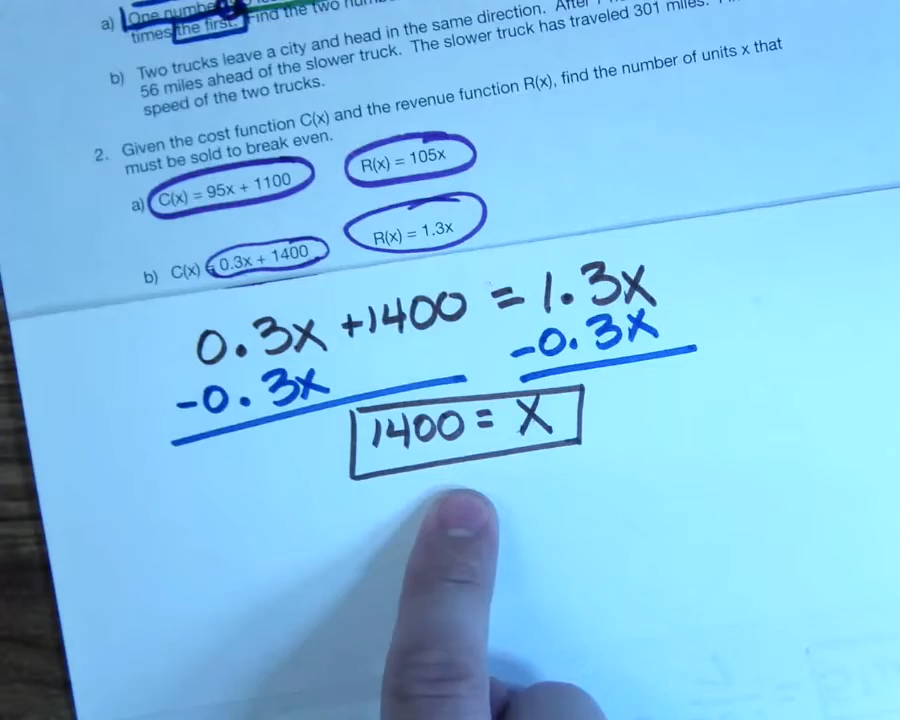 a) One number
Find the two
times the first.
b) Two trucks leave a city and head in the same direction. After
56 miles ahead of the slower truck. The slower truck has traveled 301 miles.
speed of the two trucks.
2. Given the cost function C(x) and the revenue function R(x), find the number of units x that
must be sold to break even.
a) C(x) = 95x + 1100 R(x) = 105x
b) C(x) = 0.3x + 1400 R(x) = 1.3x
0.3x +1400 = 1.3x
-0.3x -0.3x
1400 = x